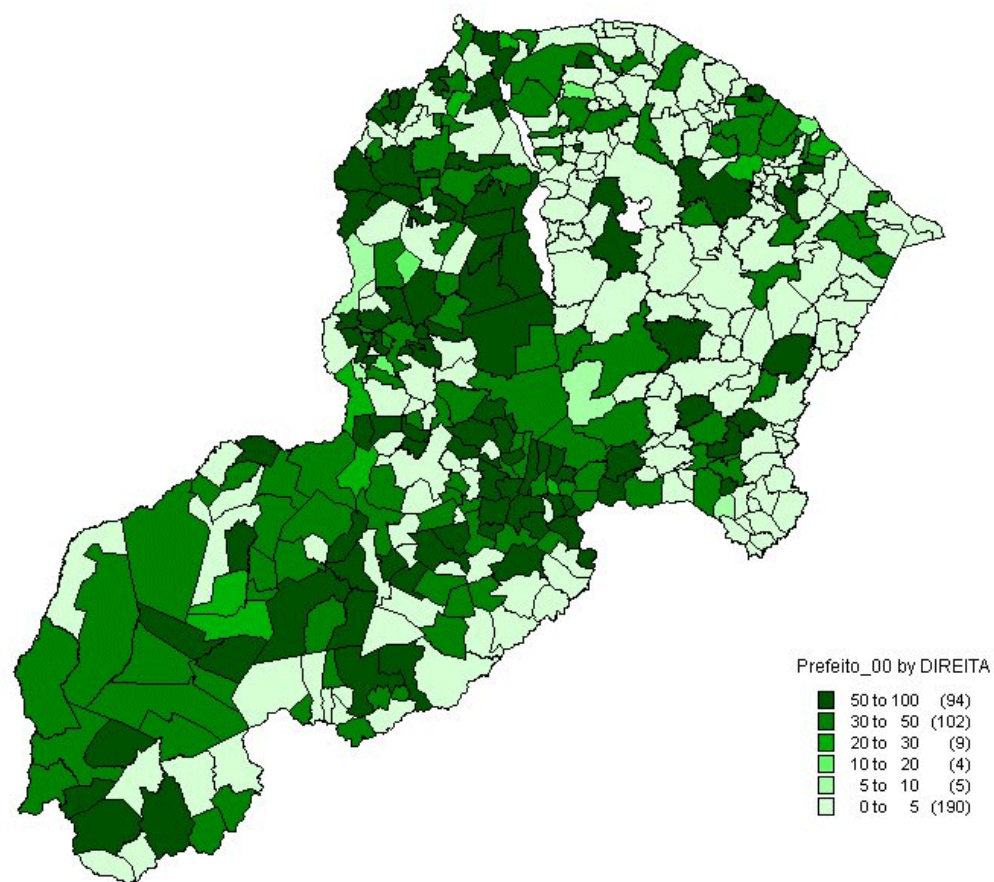 Prefeito_00 by DIREITA
50 to 100 (94)
30 to 50 (102)
20 to 30 (9)
10 to 20 (4)
5 to 10 (5)
0 to 5 (190)